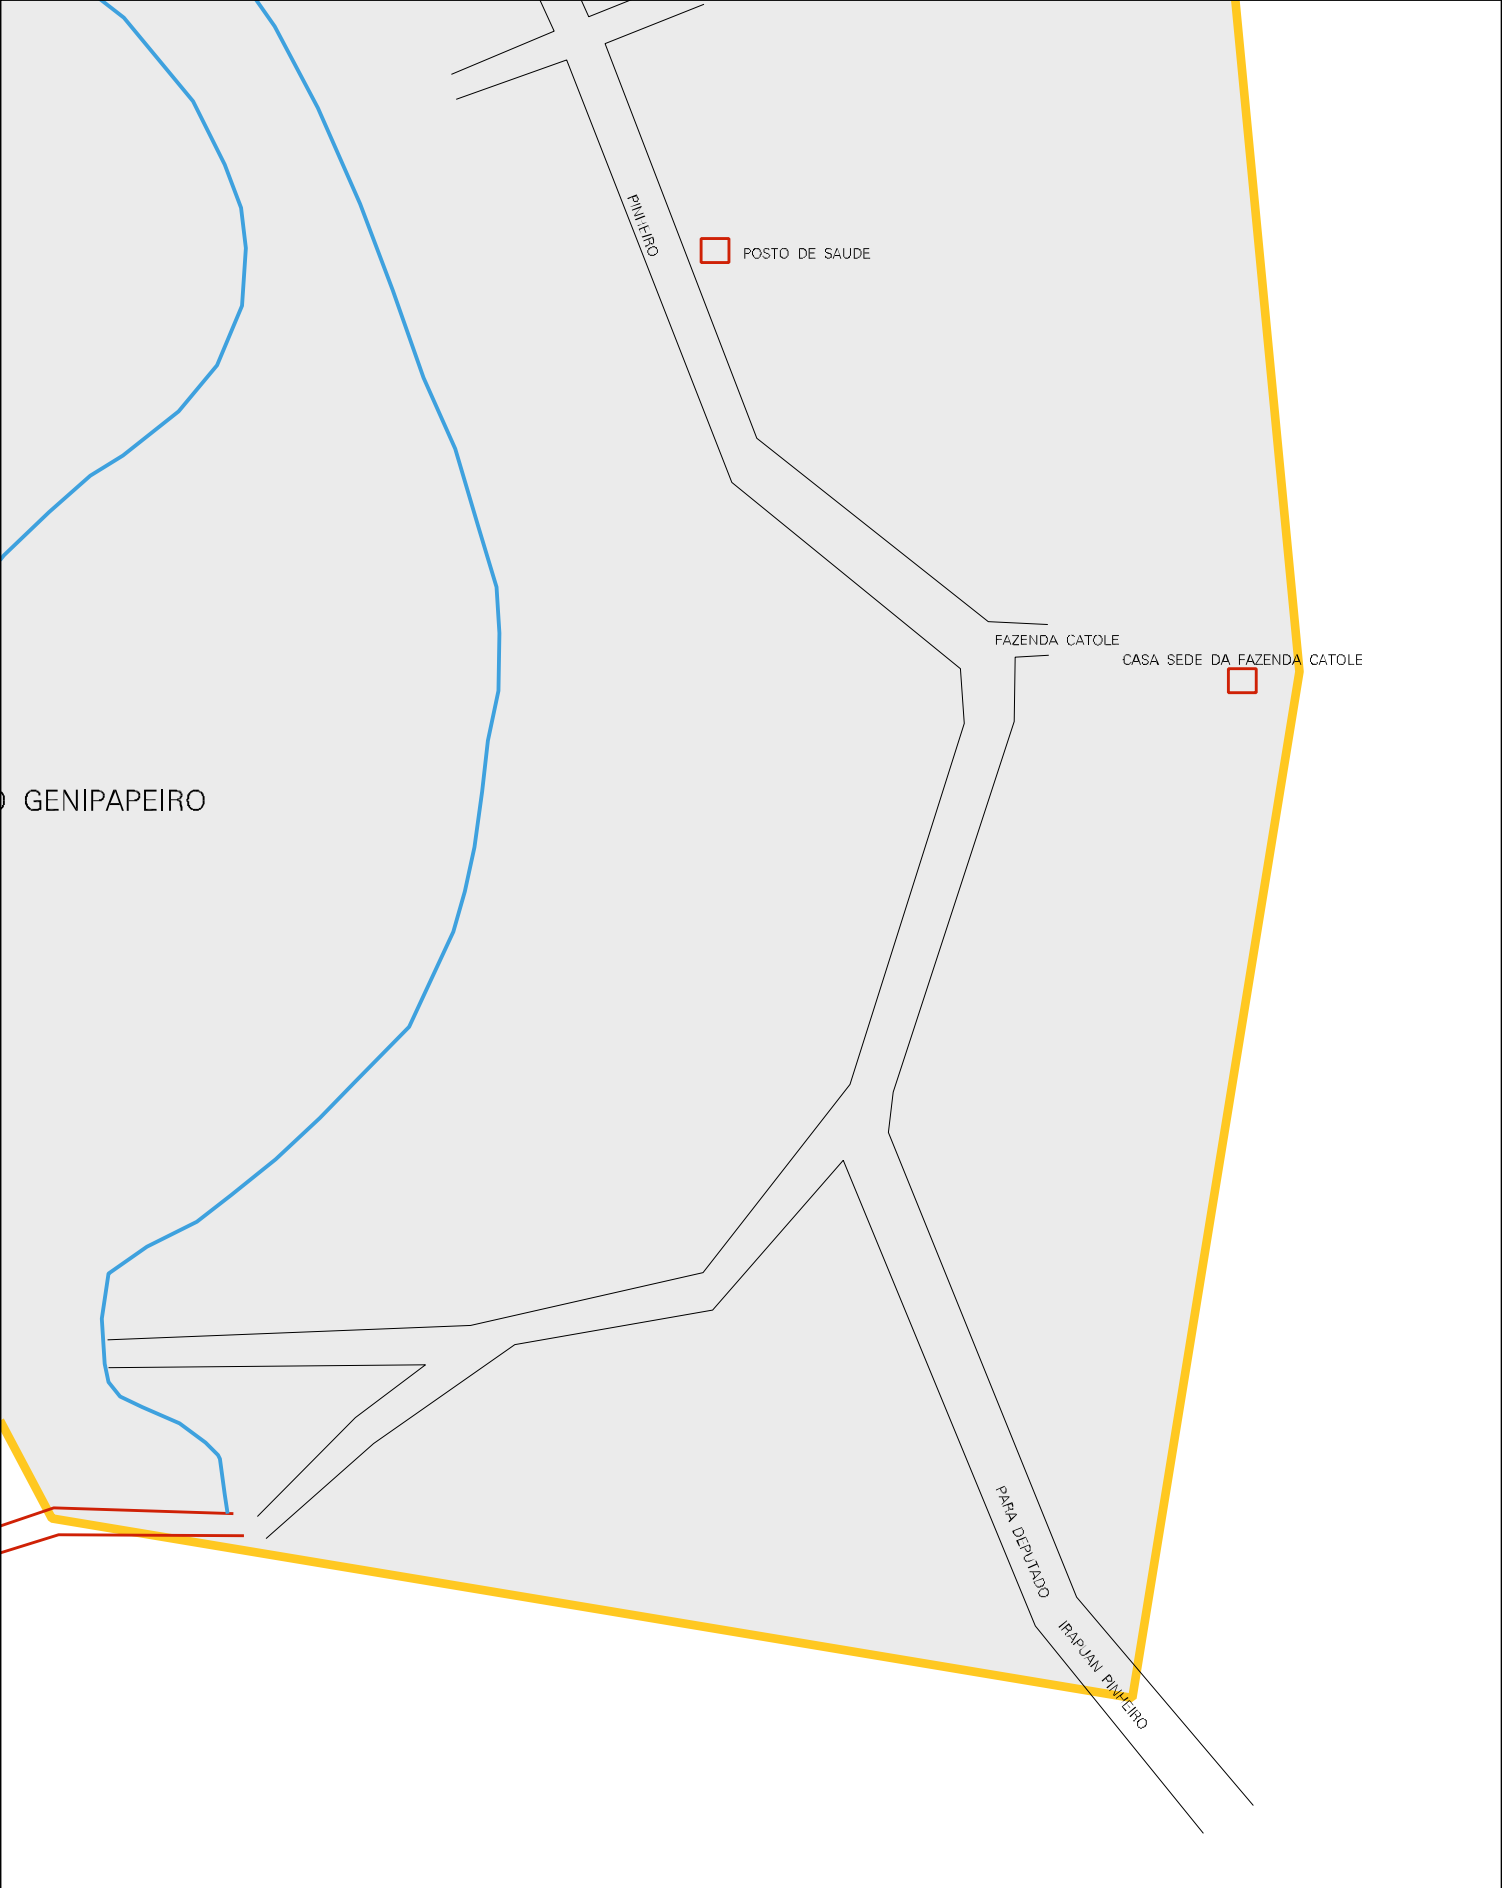 PINHEIRO
POSTO DE SAUDE
FAZENDA CATOLE
CASA SEDE DA FAZENDA CATOLE
GENIPAPEIRO
PARA DEPUTADO
IRAPUAN PINHEIRO